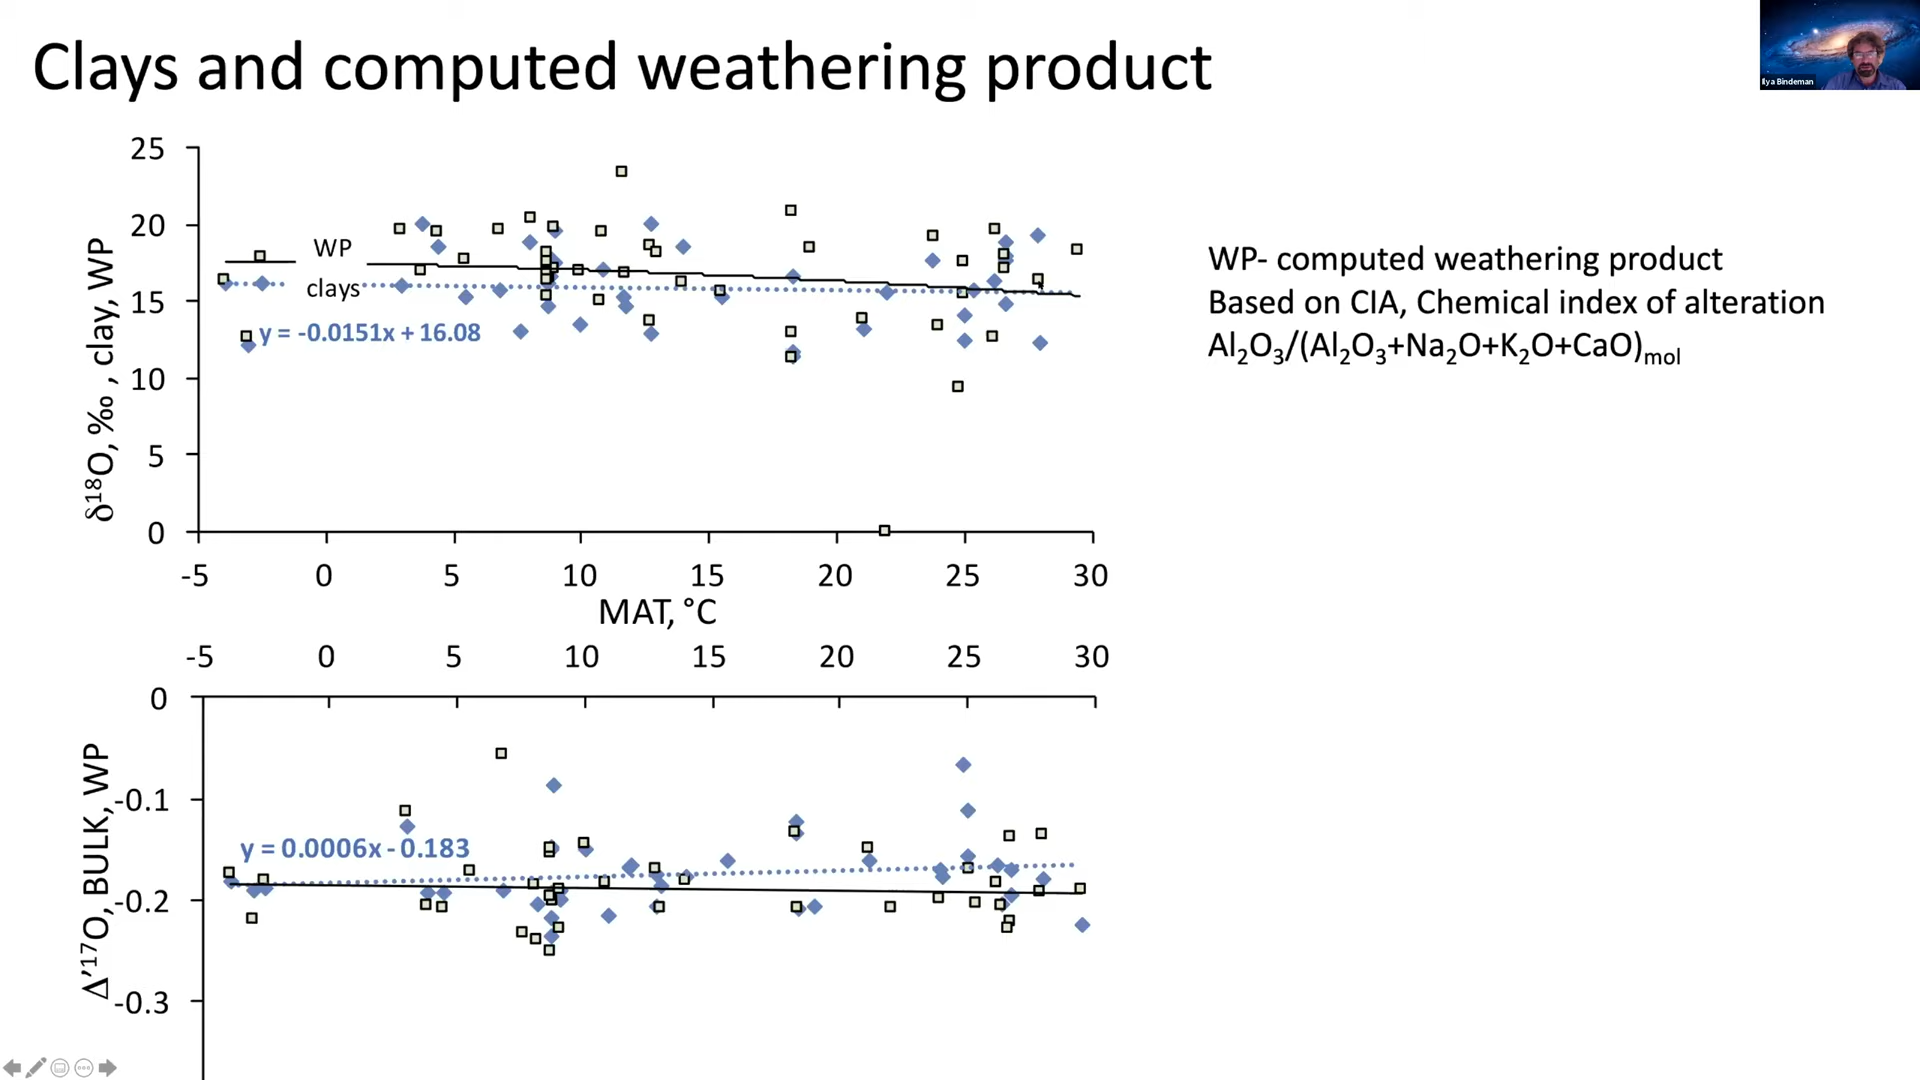 Clays and computed weathering product
Ilya Bindeman
25
20
15
10
5
0
δ¹⁸O, ‰ , clay, WP
WP
clays
y = -0.0151x + 16.08
-5 0 5 10 15 20 25 30
MAT, °C
WP- computed weathering product
Based on CIA, Chemical index of alteration
Al₂O₃/(Al₂O₃+Na₂O+K₂O+CaO)mol
-5 0 5 10 15 20 25 30
0
-0.1
-0.2
-0.3
Δ’¹⁷O, BULK, WP
y = 0.0006x - 0.183